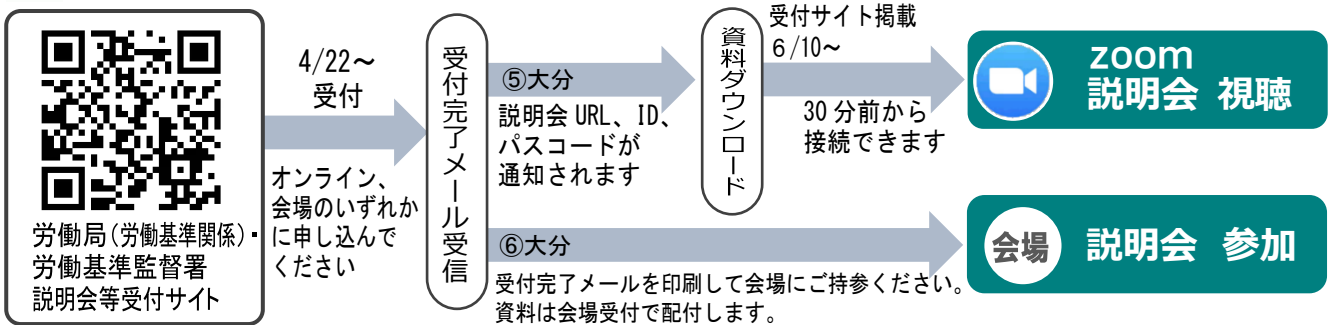 労働局（労働基準関係）・
労働基準監督署
説明会等受付サイト
4/22～
受付
オンライン、
会場のいずれか
に申し込んで
ください
受付完了メール受信
⑤大分
説明会 URL、ID、
パスコードが
通知されます
資料ダウンロード
受付サイト掲載
６/10～
30 分前から
接続できます
zoom
説明会 視聴
⑥大分
受付完了メールを印刷して会場にご持参ください。
資料は会場受付で配付します。
会場
説明会 参加